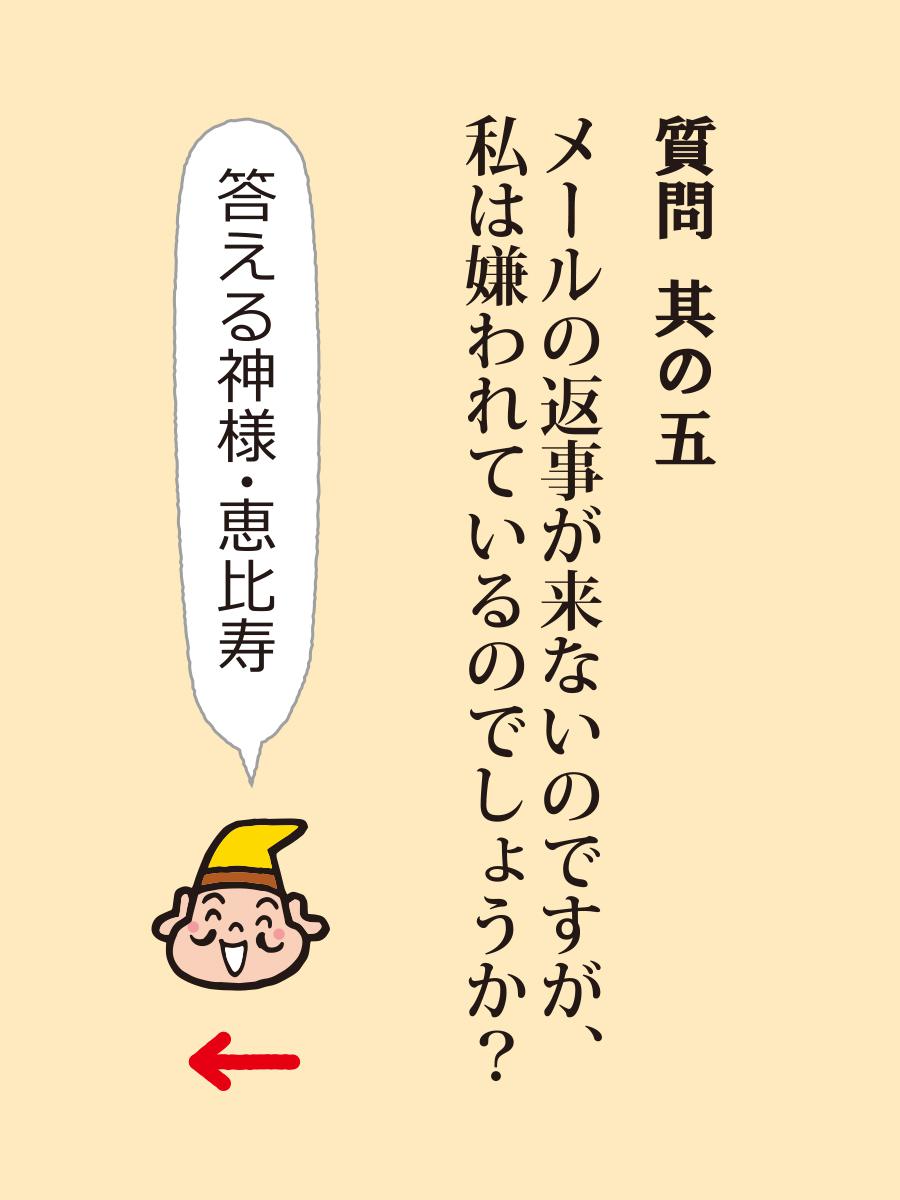 質問 其の五
メールの返事が来ないのですが、
私は嫌われているのでしょうか？
答える神様・恵比寿